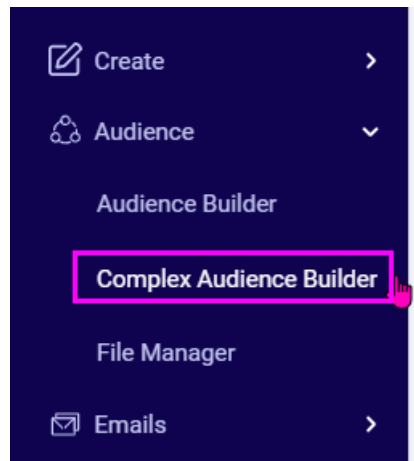 Create
Audience
Audience Builder
Complex Audience Builder
File Manager
Emails